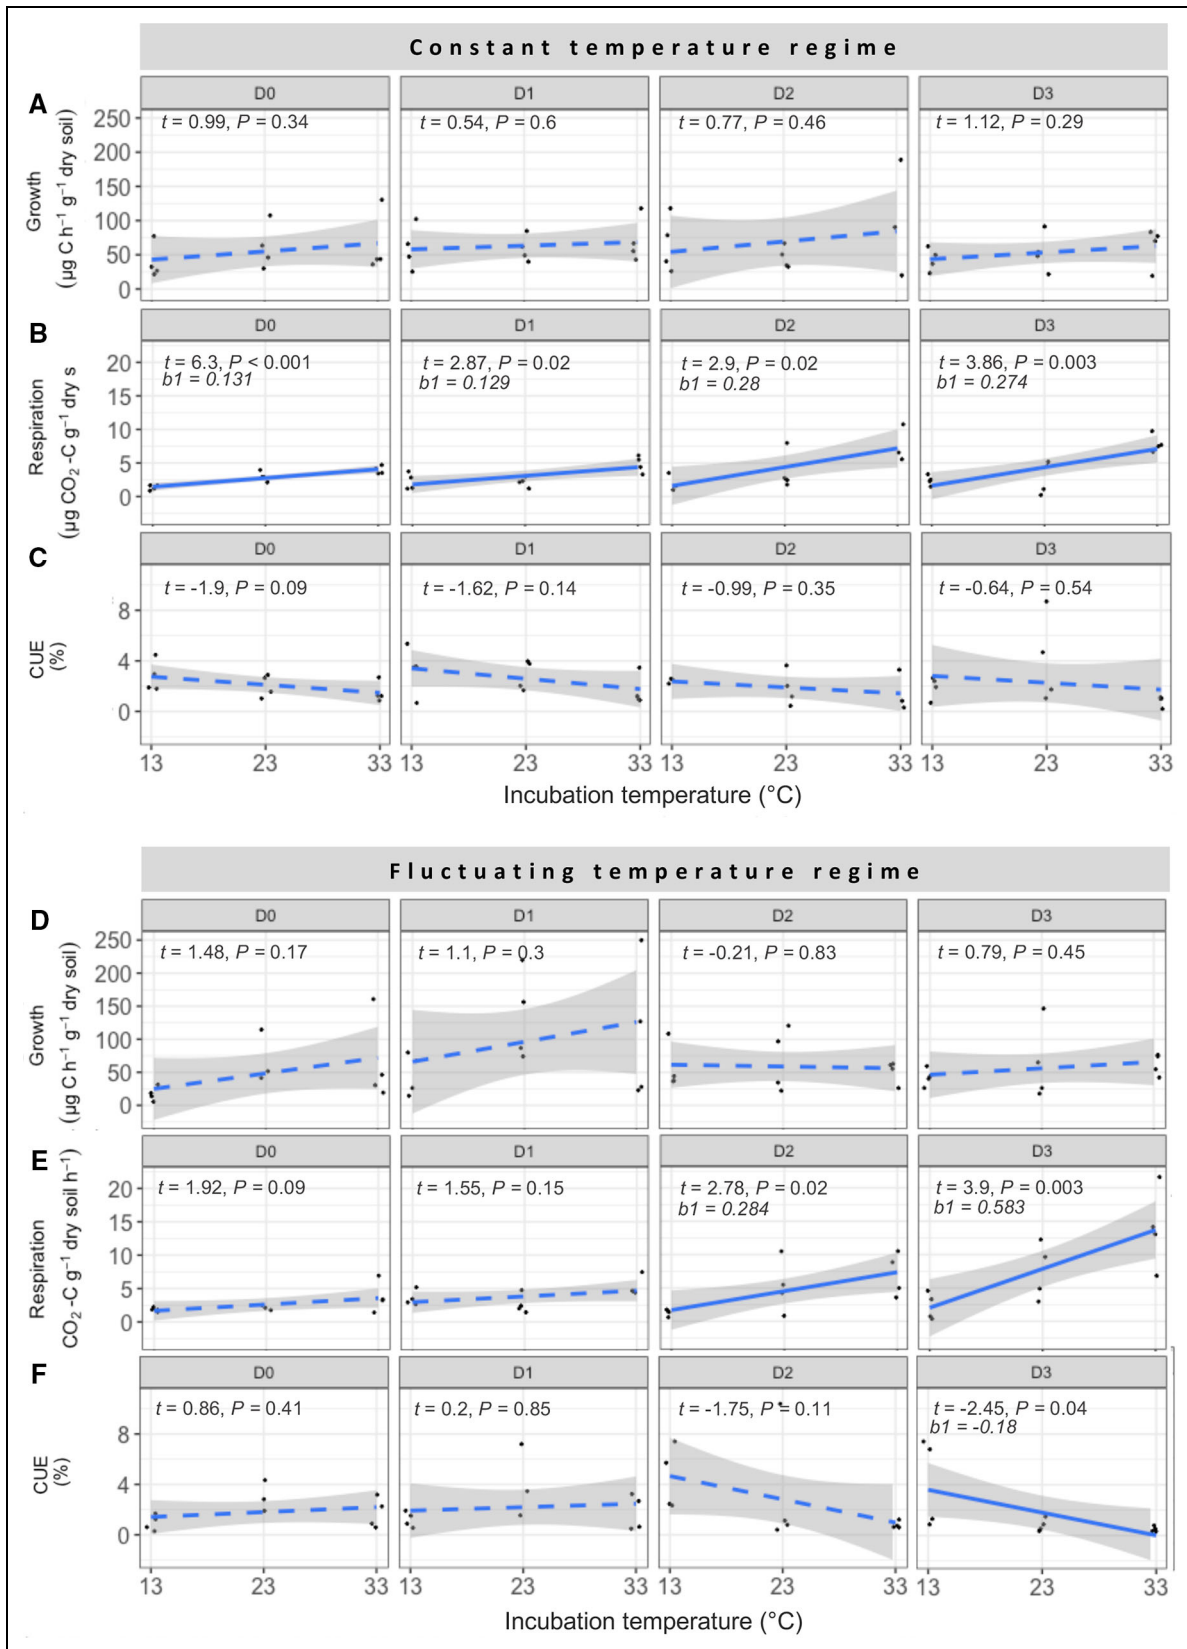 Constant temperature regime
A
D0 D1 D2 D3
Growth
(µg C h⁻¹ g⁻¹ dry soil)
250
200
150
100
50
0
t = 0.99, P = 0.34
t = 0.54, P = 0.6
t = 0.77, P = 0.46
t = 1.12, P = 0.29
B
D0 D1 D2 D3
Respiration
(µg CO₂ -C g⁻¹ dry s
20
15
10
5
0
t = 6.3, P < 0.001
b1 = 0.131
t = 2.87, P = 0.02
b1 = 0.129
t = 2.9, P = 0.02
b1 = 0.28
t = 3.86, P = 0.003
b1 = 0.274
C
D0 D1 D2 D3
CUE
(%)
8
4
0
t = -1.9, P = 0.09
t = -1.62, P = 0.14
t = -0.99, P = 0.35
t = -0.64, P = 0.54
13 23 33 13 23 33 13 23 33 13 23 33
Incubation temperature (°C)
Fluctuating temperature regime
D
D0 D1 D2 D3
Growth
(µg C h⁻¹ g⁻¹ dry soil)
250
200
150
100
50
0
t = 1.48, P = 0.17
t = 1.1, P = 0.3
t = -0.21, P = 0.83
t = 0.79, P = 0.45
E
D0 D1 D2 D3
Respiration
CO₂ -C g⁻¹ dry soil h⁻¹)
20
15
10
5
0
t = 1.92, P = 0.09
t = 1.55, P = 0.15
t = 2.78, P = 0.02
b1 = 0.284
t = 3.9, P = 0.003
b1 = 0.583
F
D0 D1 D2 D3
CUE
(%)
8
4
0
t = 0.86, P = 0.41
t = 0.2, P = 0.85
t = -1.75, P = 0.11
t = -2.45, P = 0.04
b1 = -0.18
13 23 33 13 23 33 13 23 33 13 23 33
Incubation temperature (°C)